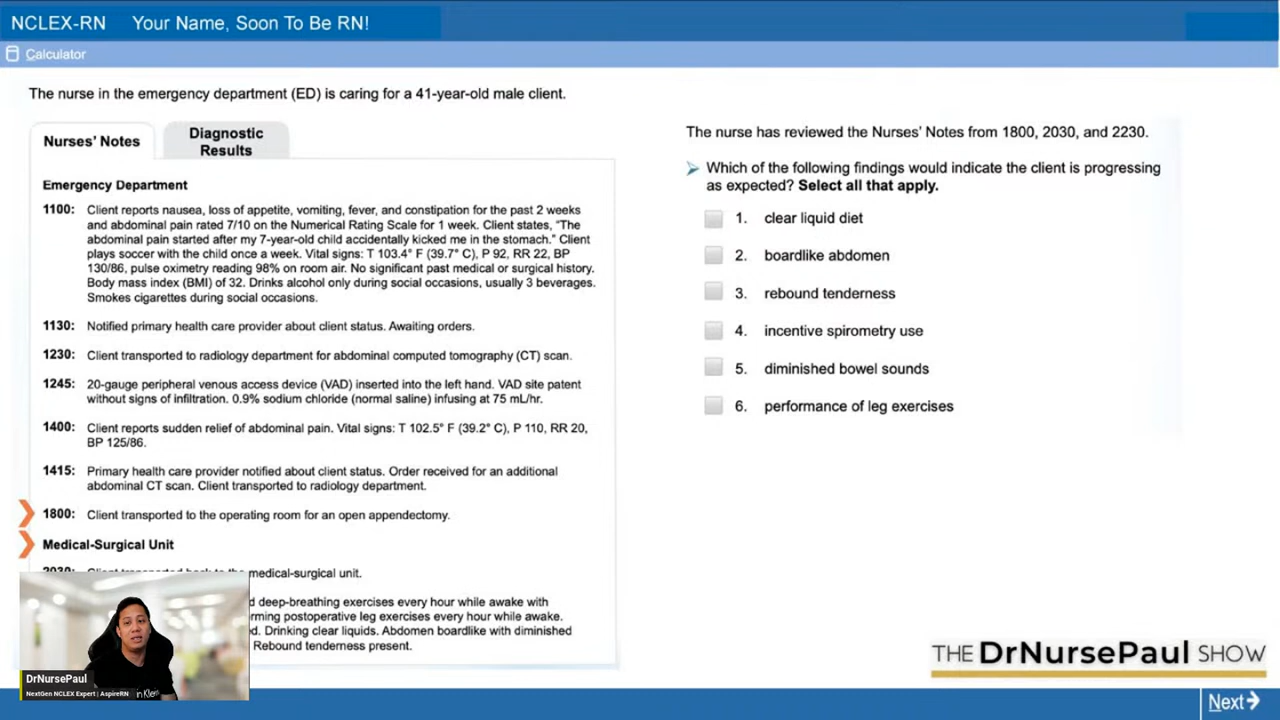 NCLEX-RN Your Name, Soon To Be RN!
Calculator
The nurse in the emergency department (ED) is caring for a 41-year-old male client.
Nurses' Notes
Diagnostic
Results
Emergency Department
1100: Client reports nausea, loss of appetite, vomiting, fever, and constipation for the past 2 weeks
and abdominal pain rated 7/10 on the Numerical Rating Scale for 1 week. Client states, "The
abdominal pain started after my 7-year-old child accidentally kicked me in the stomach." Client
plays soccer with the child once a week. Vital signs: T 103.4° F (39.7° C), P 92, RR 22, BP
130/86, pulse oximetry reading 98% on room air. No significant past medical or surgical history.
Body mass index (BMI) of 32. Drinks alcohol only during social occasions, usually 3 beverages.
Smokes cigarettes during social occasions.
1130: Notified primary health care provider about client status. Awaiting orders.
1230: Client transported to radiology department for abdominal computed tomography (CT) scan.
1245: 20-gauge peripheral venous access device (VAD) inserted into the left hand. VAD site patent
without signs of infiltration. 0.9% sodium chloride (normal saline) infusing at 75 mL/hr.
1400: Client reports sudden relief of abdominal pain. Vital signs: T 102.5° F (39.2° C), P 110, RR 20,
BP 125/86.
1415: Primary health care provider notified about client status. Order received for an additional
abdominal CT scan. Client transported to radiology department.
1800: Client transported to the operating room for an open appendectomy.
Medical-Surgical Unit
2030: Client transported back to the medical-surgical unit.
deep-breathing exercises every hour while awake with
postoperative leg exercises every hour while awake.
Drinking clear liquids. Abdomen boardlike with diminished
Rebound tenderness present.
The nurse has reviewed the Nurses' Notes from 1800, 2030, and 2230.
Which of the following findings would indicate the client is progressing
as expected? Select all that apply.
1. clear liquid diet
2. boardlike abdomen
3. rebound tenderness
4. incentive spirometry use
5. diminished bowel sounds
6. performance of leg exercises
DrNursePaul
NextGen NCLEX Expert | AspireRN
THE DrNursePaul SHOW
Next